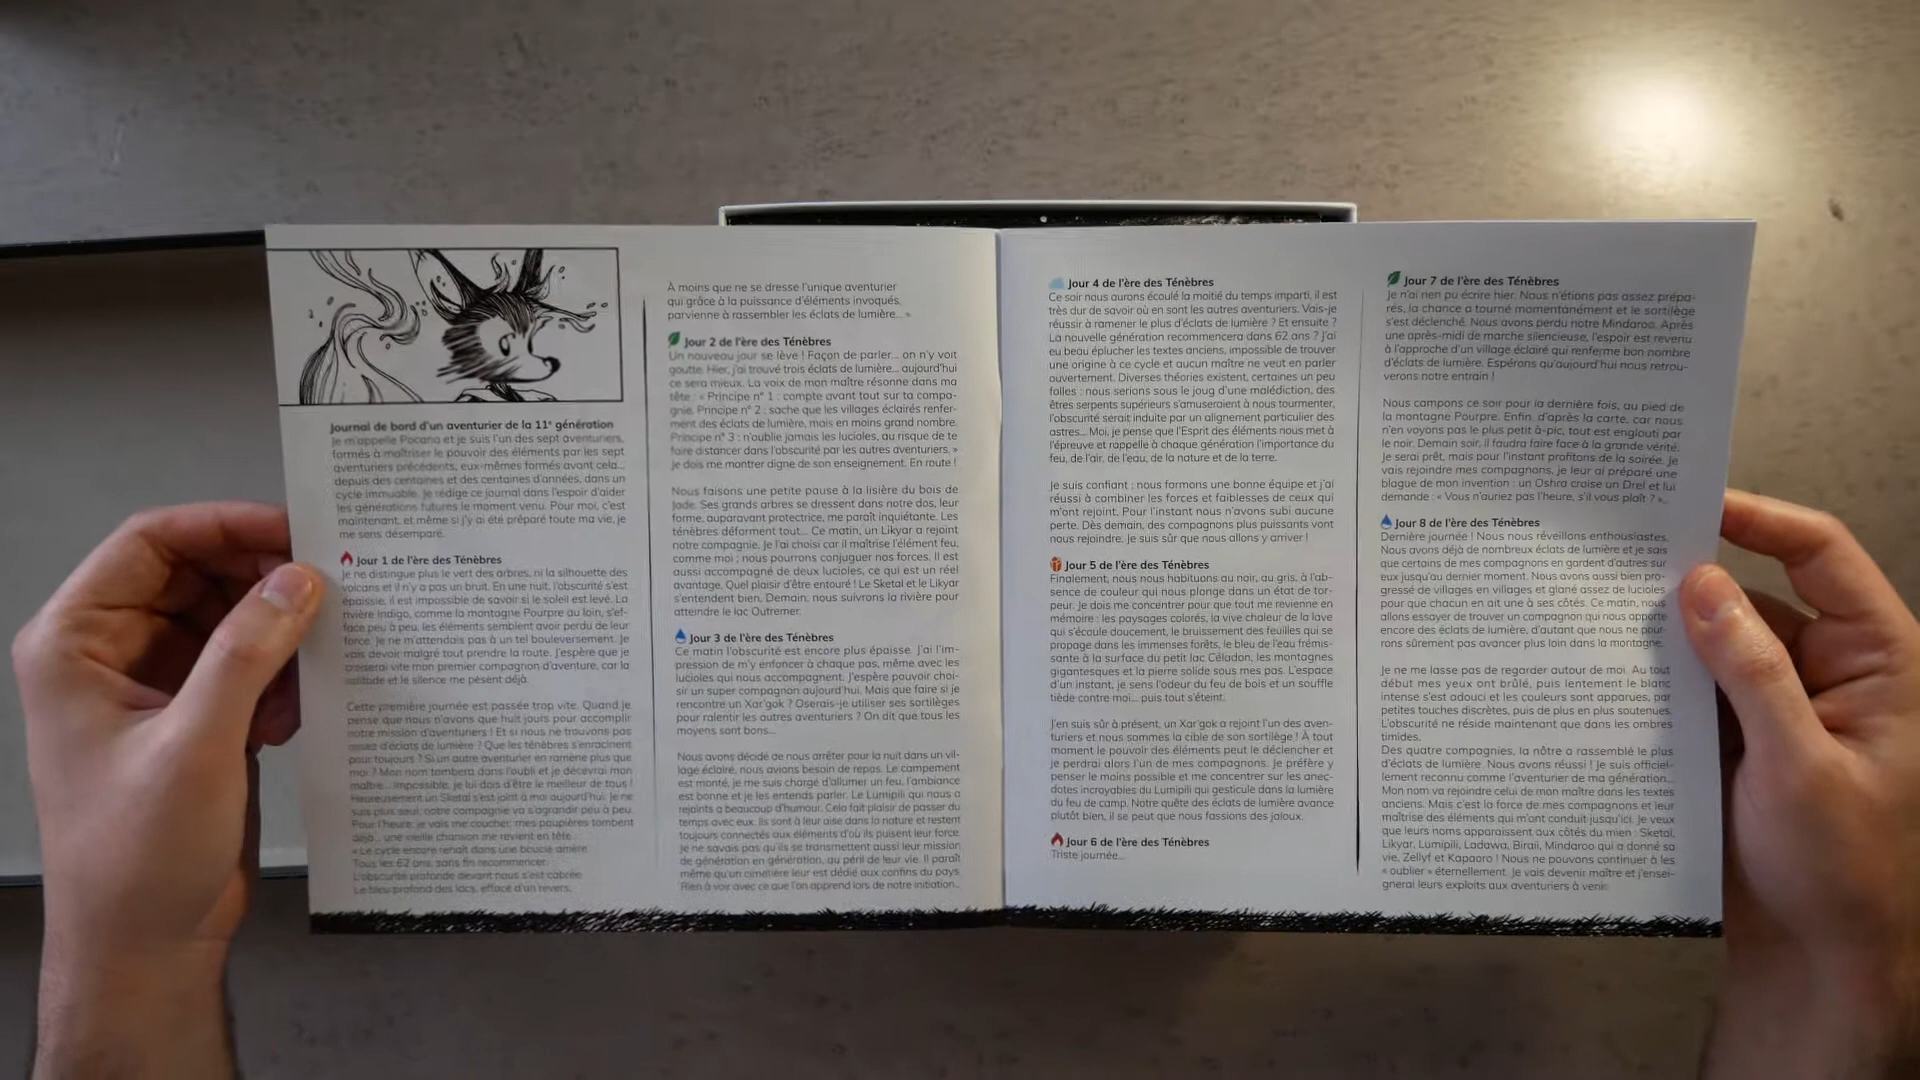 Journal de bord d'un aventurier de la 11e génération
Je m'appelle Pocana et je suis l'un des sept aventuriers,
formés à maîtriser le pouvoir des éléments par les sept
aventuriers précédents, eux-mêmes formés avant cela...
depuis des centaines et des centaines d'années, dans un
cycle immuable. Je rédige ce journal dans l'espoir d'aider
les générations futures le moment venu. Pour moi, c'est
maintenant, et même si j'y ai été préparé toute ma vie, je
me sens désemparé.
Jour 1 de l'ère des Ténèbres
Je ne distingue plus le vert des arbres, ni la silhouette des
volcans et il n'y a pas un bruit. En une nuit, l'obscurité s'est
épaissie, il est impossible de savoir si le soleil est levé. La
rivière Indigo, comme la montagne Pourpre au loin, s'ef-
face peu à peu, les éléments semblent avoir perdu de leur
force. Je ne m'attendais pas à un tel bouleversement. Je
vais devoir malgré tout prendre la route. J'espère que je
croiserai vite mon premier compagnon d'aventure, car la
solitude et le silence me pèsent déjà.
Cette première journée est passée trop vite. Quand je
pense que nous n'avons que huit jours pour accomplir
notre mission d'aventuriers ! Et si nous ne trouvons pas
assez d'éclats de lumière ? Que les ténèbres s'enracinent
pour toujours ? Si un autre aventurier en ramène plus que
moi ? Mon nom tombera dans l'oubli et je décevrai mon
maître... Impossible, je lui dois d'être le meilleur de tous !
Heureusement un Sketal s'est joint à moi aujourd'hui. Je ne
suis plus seul, notre compagnie va s'agrandir peu à peu.
Pour l'heure, je vais me coucher, mes paupières tombent
déjà... une vieille chanson me revient en tête :
« Le cycle encore renaît dans une boucle amère
Tous les 62 ans, sans fin recommencer.
L'obscurité profonde devant nous s'est cabrée
Le bleu profond des lacs, effacé d'un revers,
À moins que ne se dresse l'unique aventurier
qui grâce à la puissance d'éléments invoqués,
parvienne à rassembler les éclats de lumière... »
Jour 2 de l'ère des Ténèbres
Un nouveau jour se lève ! Façon de parler... on n'y voit
goutte. Hier, j'ai trouvé trois éclats de lumière... aujourd'hui
ce sera mieux. La voix de mon maître résonne dans ma
tête : « Principe n° 1 : compte avant tout sur ta compa-
gnie. Principe n° 2 : sache que les villages éclairés renfer-
ment des éclats de lumière, mais en moins grand nombre.
Principe n° 3 : n'oublie jamais les lucioles, au risque de te
faire distancer dans l'obscurité par les autres aventuriers. »
Je dois me montrer digne de son enseignement. En route !
Nous faisons une petite pause à la lisière du bois de
Jade. Ses grands arbres se dressent dans notre dos, leur
forme, auparavant protectrice, me paraît inquiétante. Les
ténèbres déforment tout... Ce matin, un Likyar a rejoint
notre compagnie. Je l'ai choisi car il maîtrise l'élément feu,
comme moi ; nous pourrons conjuguer nos forces. Il est
aussi accompagné de deux lucioles, ce qui est un réel
avantage. Quel plaisir d'être entouré ! Le Sketal et le Likyar
s'entendent bien. Demain, nous suivrons la rivière pour
atteindre le lac Outremer.
Jour 3 de l'ère des Ténèbres
Ce matin l'obscurité est encore plus épaisse. J'ai l'im-
pression de m'y enfoncer à chaque pas, même avec les
lucioles qui nous accompagnent. J'espère pouvoir choi-
sir un super compagnon aujourd'hui. Mais que faire si je
rencontre un Xar'gok ? Oserais-je utiliser ses sortilèges
pour ralentir les autres aventuriers ? On dit que tous les
moyens sont bons...
Nous avons décidé de nous arrêter pour la nuit dans un vil-
lage éclairé, nous avions besoin de repos. Le campement
est monté, je me suis chargé d'allumer un feu, l'ambiance
est bonne et je les entends parler. Le Lumipili qui nous a
rejoints a beaucoup d'humour. Cela fait plaisir de passer du
temps avec eux. Ils sont à leur aise dans la nature et restent
toujours connectés aux éléments d'où ils puisent leur force.
Je ne savais pas qu'ils se transmettent aussi leur mission
de génération en génération, au péril de leur vie. Il paraît
même qu'un cimetière leur est dédié aux confins du pays.
Rien à voir avec ce que l'on apprend lors de notre initiation...
Jour 4 de l'ère des Ténèbres
Ce soir nous aurons écoulé la moitié du temps imparti, il est
très dur de savoir où en sont les autres aventuriers. Vais-je
réussir à ramener le plus d'éclats de lumière ? Et ensuite ?
La nouvelle génération recommencera dans 62 ans ? J'ai
eu beau éplucher les textes anciens, impossible de trouver
une origine à ce cycle et aucun maître ne veut en parler
ouvertement. Diverses théories existent, certaines un peu
folles : nous serions sous le joug d'une malédiction, des
êtres serpents supérieurs s'amuseraient à nous tourmenter,
l'obscurité serait induite par un alignement particulier des
astres... Moi, je pense que l'Esprit des éléments nous met à
l'épreuve et rappelle à chaque génération l'importance du
feu, de l'air, de l'eau, de la nature et de la terre.
Je suis confiant : nous formons une bonne équipe et j'ai
réussi à combiner les forces et faiblesses de ceux qui
m'ont rejoint. Pour l'instant nous n'avons subi aucune
perte. Dès demain, des compagnons plus puissants vont
nous rejoindre. Je suis sûr que nous allons y arriver !
Jour 5 de l'ère des Ténèbres
Finalement, nous nous habituons au noir, au gris, à l'ab-
sence de couleur qui nous plonge dans un état de tor-
peur. Je dois me concentrer pour que tout me revienne en
mémoire : les paysages colorés, la vive chaleur de la lave
qui s'écoule doucement, le bruissement des feuilles qui se
propage dans les immenses forêts, le bleu de l'eau frémis-
sante à la surface du petit lac Céladon, les montagnes
gigantesques et la pierre solide sous mes pas. L'espace
d'un instant, je sens l'odeur du feu de bois et un souffle
tiède contre moi... puis tout s'éteint.
J'en suis sûr à présent, un Xar'gok a rejoint l'un des aven-
turiers et nous sommes la cible de son sortilège ! À tout
moment le pouvoir des éléments peut le déclencher et
je perdrai alors l'un de mes compagnons. Je préfère y
penser le moins possible et me concentrer sur les anec-
dotes incroyables du Lumipili qui gesticule dans la lumière
du feu de camp. Notre quête des éclats de lumière avance
plutôt bien, il se peut que nous fassions des jaloux.
Jour 6 de l'ère des Ténèbres
Triste journée...
Jour 7 de l'ère des Ténèbres
Je n'ai rien pu écrire hier. Nous n'étions pas assez prépa-
rés, la chance a tourné momentanément et le sortilège
s'est déclenché. Nous avons perdu notre Mindaroo. Après
une après-midi de marche silencieuse, l'espoir est revenu
à l'approche d'un village éclairé qui renferme bon nombre
d'éclats de lumière. Espérons qu'aujourd'hui nous retrou-
verons notre entrain !
Nous campons ce soir pour la dernière fois, au pied de
la montagne Pourpre. Enfin, d'après la carte, car nous
n'en voyons pas le plus petit à-pic, tout est englouti par
le noir. Demain soir, il faudra faire face à la grande vérité.
Je serai prêt, mais pour l'instant profitons de la soirée. Je
vais rejoindre mes compagnons, je leur ai préparé une
blague de mon invention : un Oshra croise un Drel et lui
demande : « Vous n'auriez pas l'heure, s'il vous plaît ? »...
Jour 8 de l'ère des Ténèbres
Dernière journée ! Nous nous réveillons enthousiastes.
Nous avons déjà de nombreux éclats de lumière et je sais
que certains de mes compagnons en gardent d'autres sur
eux jusqu'au dernier moment. Nous avons aussi bien pro-
gressé de villages en villages et glané assez de lucioles
pour que chacun en ait une à ses côtés. Ce matin, nous
allons essayer de trouver un compagnon qui nous apporte
encore des éclats de lumière, d'autant que nous ne pour-
rons sûrement pas avancer plus loin dans la montagne.
Je ne me lasse pas de regarder autour de moi. Au tout
début mes yeux ont brûlé, puis lentement le blanc
intense s'est adouci et les couleurs sont apparues, par
petites touches discrètes, puis de plus en plus soutenues.
L'obscurité ne réside maintenant que dans les ombres
timides.
Des quatre compagnies, la nôtre a rassemblé le plus
d'éclats de lumière. Nous avons réussi ! Je suis officiel-
lement reconnu comme l'aventurier de ma génération...
Mon nom va rejoindre celui de mon maître dans les textes
anciens. Mais c'est la force de mes compagnons et leur
maîtrise des éléments qui m'ont conduit jusqu'ici. Je veux
que leurs noms apparaissent aux côtés du mien : Sketal,
Likyar, Lumipili, Ladawa, Biraii, Mindaroo qui a donné sa
vie, Zellyf et Kapaoro ! Nous ne pouvons continuer à les
« oublier » éternellement. Je vais devenir maître et j'ensei-
gnerai leurs exploits aux aventuriers à venir.